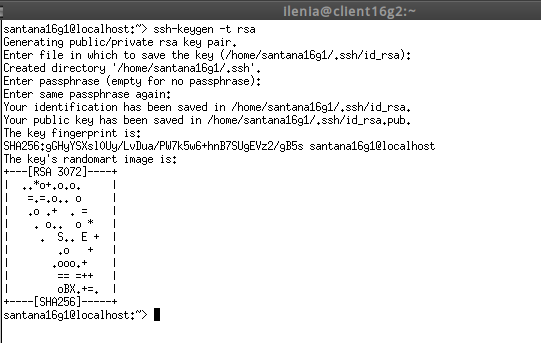 ilenia@client16g2:~
santana16g1@localhost:~> ssh-keygen -t rsa
Generating public/private rsa key pair.
Enter file in which to save the key (/home/santana16g1/.ssh/id_rsa):
Created directory '/home/santana16g1/.ssh'.
Enter passphrase (empty for no passphrase):
Enter same passphrase again:
Your identification has been saved in /home/santana16g1/.ssh/id_rsa.
Your public key has been saved in /home/santana16g1/.ssh/id_rsa.pub.
The key fingerprint is:
SHA256:gGHyYSXslOUy/LvDua/PW7k5w6+hnB7SUgEVz2/gB5s santana16g1@localhost
The key's randomart image is:
+---[RSA 3072]----+
|  ..*o+.o.o.     |
|   =.=.o.. o     |
|   .o .+  . =    |
|    . o..  o *   |
|     .  S.. E +  |
|        .o   +   |
|       .ooo.+    |
|        == =++   |
|        oBX.+=.  |
+----[SHA256]-----+
santana16g1@localhost:~>